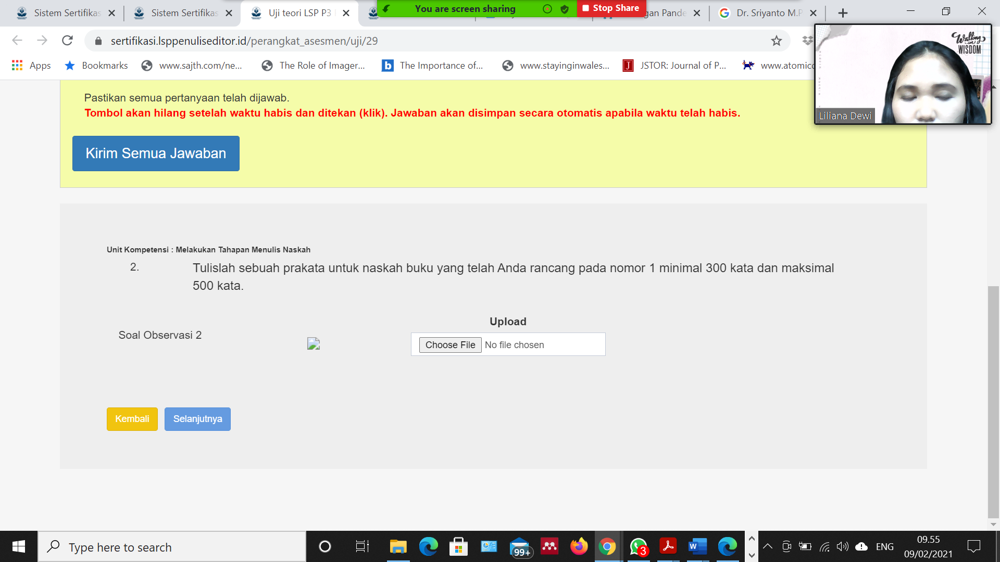 Sistem Sertifikas
Sistem Sertifikas
Uji teori LSP P3
You are screen sharing
Stop Share
gan Pande
Dr. Sriyanto M.P
sertifikasi.lsppenuliseditor.id/perangkat_asesmen/uji/29
Apps
Bookmarks
www.sajth.com/ne...
The Role of Imager...
The Importance of...
www.stayinginwales...
JSTOR: Journal of P...
www.atomicc
Walking
in
WISDOM
Liliana Dewi
Pastikan semua pertanyaan telah dijawab.
Tombol akan hilang setelah waktu habis dan ditekan (klik). Jawaban akan disimpan secara otomatis apabila waktu telah habis.
Kirim Semua Jawaban
Unit Kompetensi : Melakukan Tahapan Menulis Naskah
2. Tulislah sebuah prakata untuk naskah buku yang telah Anda rancang pada nomor 1 minimal 300 kata dan maksimal
500 kata.
Upload
Soal Observasi 2
Choose File No file chosen
Kembali
Selanjutnya
Type here to search
99+
3
ENG
09.55
09/02/2021